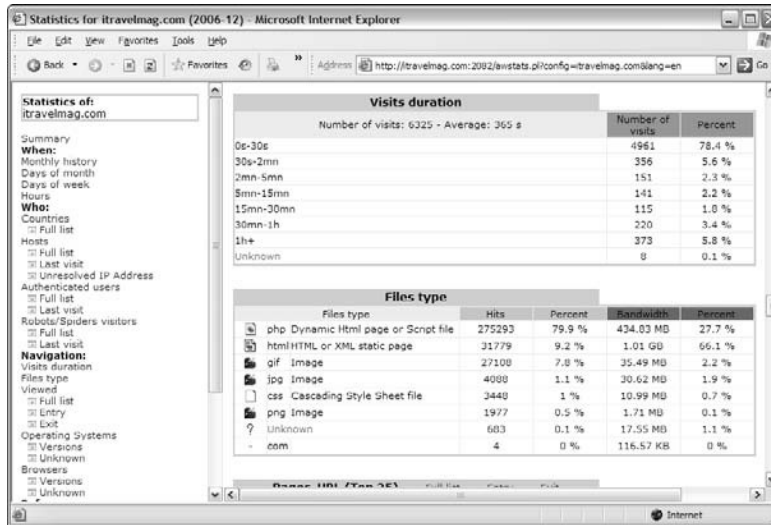 Statistics for itravelmag.com (2006-12) - Microsoft Internet Explorer
File Edit View Favorites Tools Help
Back Favorites » Address http://itravelmag.com:2082/awstats.pl?config=itravelmag.com&lang=en Go
Statistics of:
itravelmag.com
Summary
When:
Monthly history
Days of month
Days of week
Hours
Who:
Countries
Full list
Hosts
Full list
Last visit
Unresolved IP Address
Authenticated users
Full list
Last visit
Robots/Spiders visitors
Full list
Last visit
Navigation:
Visits duration
Files type
Viewed
Full list
Entry
Exit
Operating Systems
Versions
Unknown
Browsers
Versions
Unknown
Visits duration
Number of visits: 6325 - Average: 365 s Number of visits Percent
0s-30s 4961 78.4 %
30s-2mn 356 5.6 %
2mn-5mn 151 2.3 %
5mn-15mn 141 2.2 %
15mn-30mn 115 1.8 %
30mn-1h 220 3.4 %
1h+ 373 5.8 %
Unknown 8 0.1 %
Files type
Files type Hits Percent Bandwidth Percent
php Dynamic Html page or Script file 275293 79.9 % 434.83 MB 27.7 %
html HTML or XML static page 31779 9.2 % 1.01 GB 66.1 %
gif Image 27108 7.8 % 35.49 MB 2.2 %
jpg Image 4088 1.1 % 30.62 MB 1.9 %
css Cascading Style Sheet file 3448 1 % 10.99 MB 0.7 %
png Image 1977 0.5 % 1.71 MB 0.1 %
? Unknown 683 0.1 % 17.55 MB 1.1 %
- com 4 0 % 116.57 KB 0 %
Pages-URL (Top 25) Full list Entry Exit
Internet